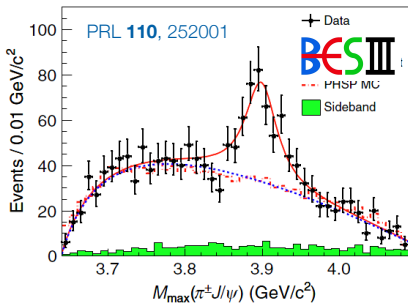 PRL 110, 252001
Data
BESIII
t
PHSP MC
Sideband
Events / 0.01 GeV/c²
100
80
60
40
20
0
3.7
3.8
3.9
4.0
M_max(π±J/ψ) (GeV/c²)